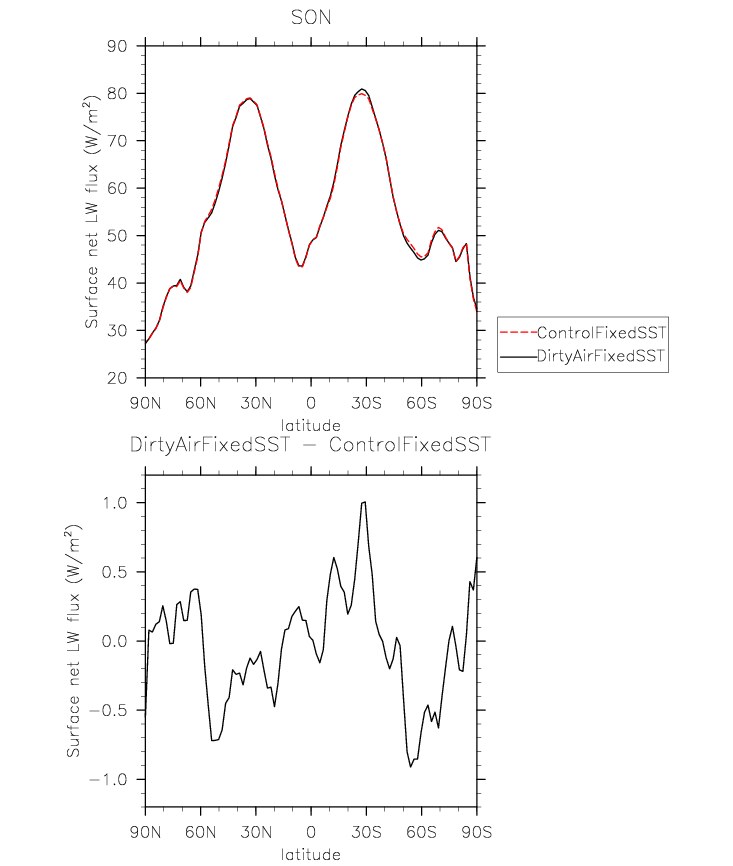 SON
90
80
70
60
50
40
30
20
Surface net LW flux (W/m²)
90N 60N 30N 0 30S 60S 90S
latitude
ControlFixedSST
DirtyAirFixedSST
DirtyAirFixedSST − ControlFixedSST
1.0
0.5
0.0
−0.5
−1.0
Surface net LW flux (W/m²)
90N 60N 30N 0 30S 60S 90S
latitude